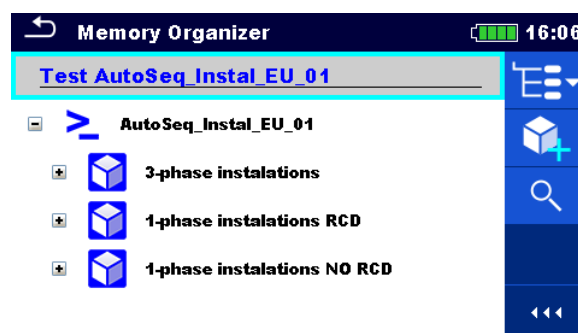 Memory Organizer
16:06
Test AutoSeq_Instal_EU_01
AutoSeq_Instal_EU_01
3-phase instalations
1-phase instalations RCD
1-phase instalations NO RCD